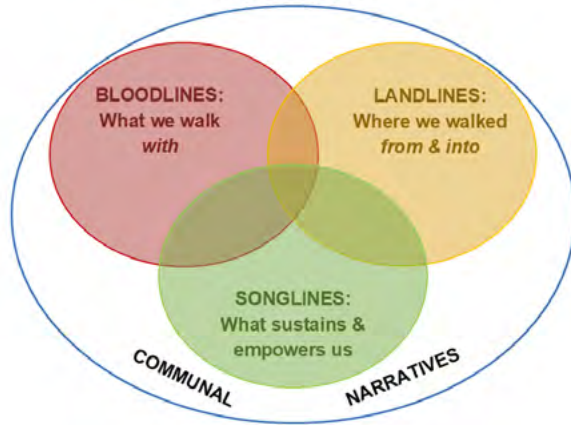 BLOODLINES:
What we walk
with
LANDLINES:
Where we walked
from & into
SONGLINES:
What sustains &
empowers us
COMMUNAL
NARRATIVES